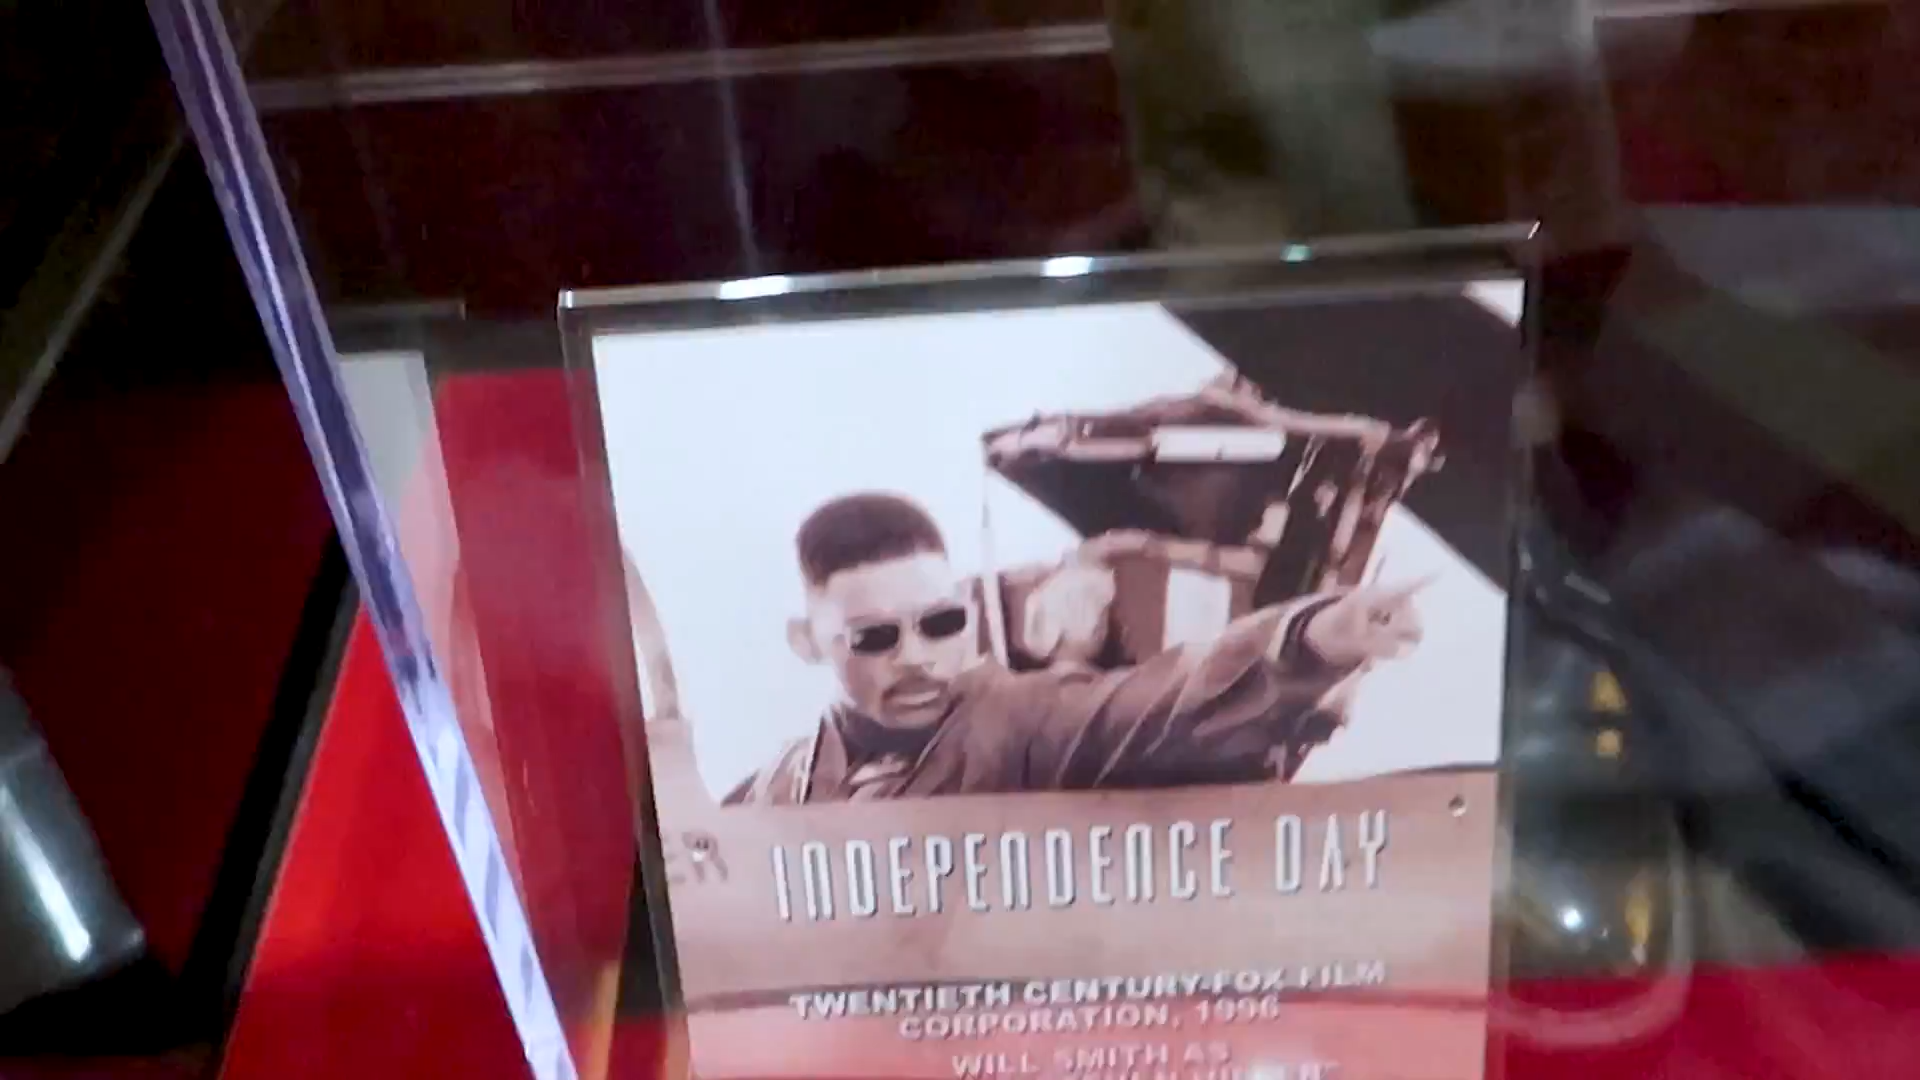 INDEPENDENCE DAY
TWENTIETH CENTURY-FOX FILM
CORPORATION, 1996
WILL SMITH AS